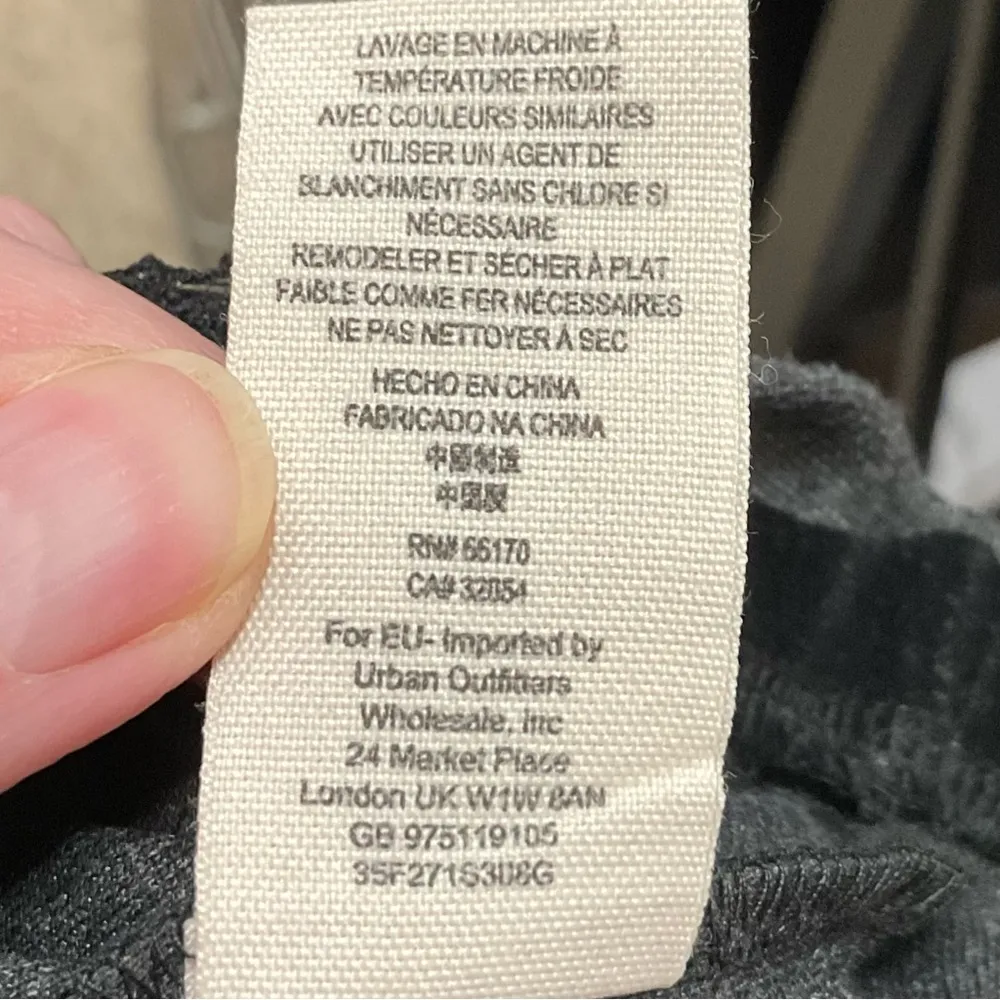 LAVAGE EN MACHINE À
TEMPÉRATURE FROIDE
AVEC COULEURS SIMILAIRES
UTILISER UN AGENT DE
BLANCHIMENT SANS CHLORE SI
NÉCESSAIRE
REMODELER ET SÉCHER À PLAT
FAIBLE COMME FER NÉCESSAIRES
NE PAS NETTOYER À SEC
HECHO EN CHINA
FABRICADO NA CHINA
中國制造
中国製
RN# 66170
CA# 32054
For EU- Imported by
Urban Outfitters
Wholesale, Inc
24 Market Place
London UK W1W 8AN
GB 975119105